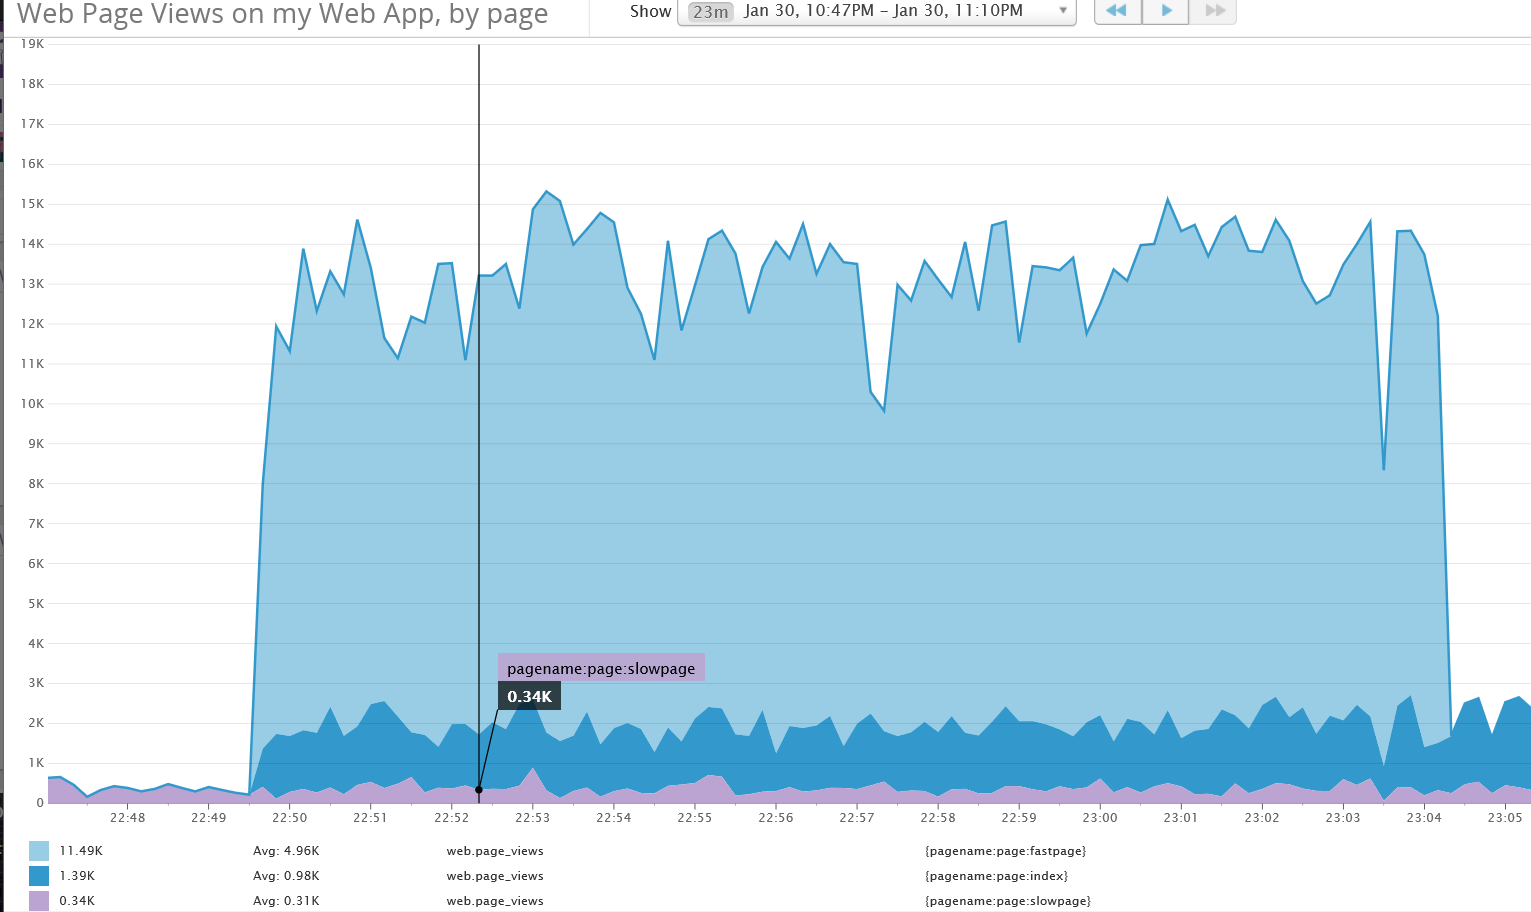 Web Page Views on my Web App, by page
Show 23m Jan 30, 10:47PM - Jan 30, 11:10PM
19K
18K
17K
16K
15K
14K
13K
12K
11K
10K
9K
8K
7K
6K
5K
4K
3K
2K
1K
0
pagename:page:slowpage
0.34K
22:48 22:49 22:50 22:51 22:52 22:53 22:54 22:55 22:56 22:57 22:58 22:59 23:00 23:01 23:02 23:03 23:04 23:05
11.49K Avg: 4.96K web.page_views {pagename:page:fastpage}
1.39K Avg: 0.98K web.page_views {pagename:page:index}
0.34K Avg: 0.31K web.page_views {pagename:page:slowpage}